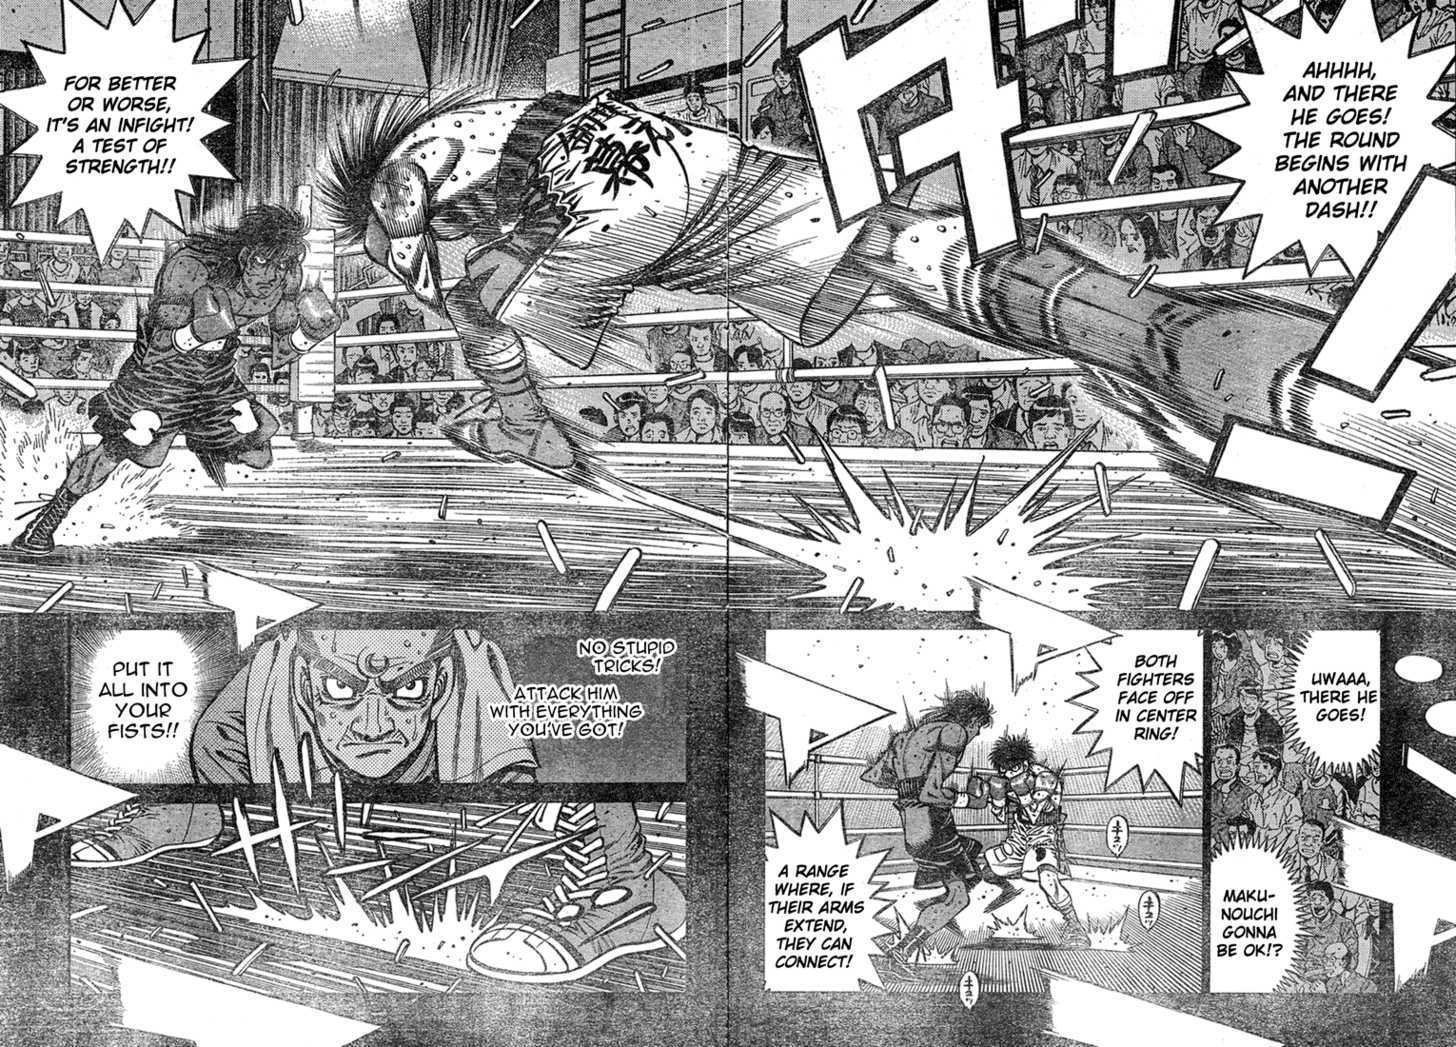 AHHHH,
AND THERE
HE GOES!
THE ROUND
BEGINS WITH
ANOTHER
DASH!!
FOR BETTER
OR WORSE,
IT'S AN INFIGHT!
A TEST OF
STRENGTH!!
UWAAA,
THERE HE
GOES!
MAKU-
NOUCHI
GONNA
BE OK!?
BOTH
FIGHTERS
FACE OFF
IN CENTER
RING!
A RANGE
WHERE, IF
THEIR ARMS
EXTEND,
THEY CAN
CONNECT!
NO STUPID
TRICKS!
ATTACK HIM
WITH EVERYTHING
YOU'VE GOT!
PUT IT
ALL INTO
YOUR
FISTS!!